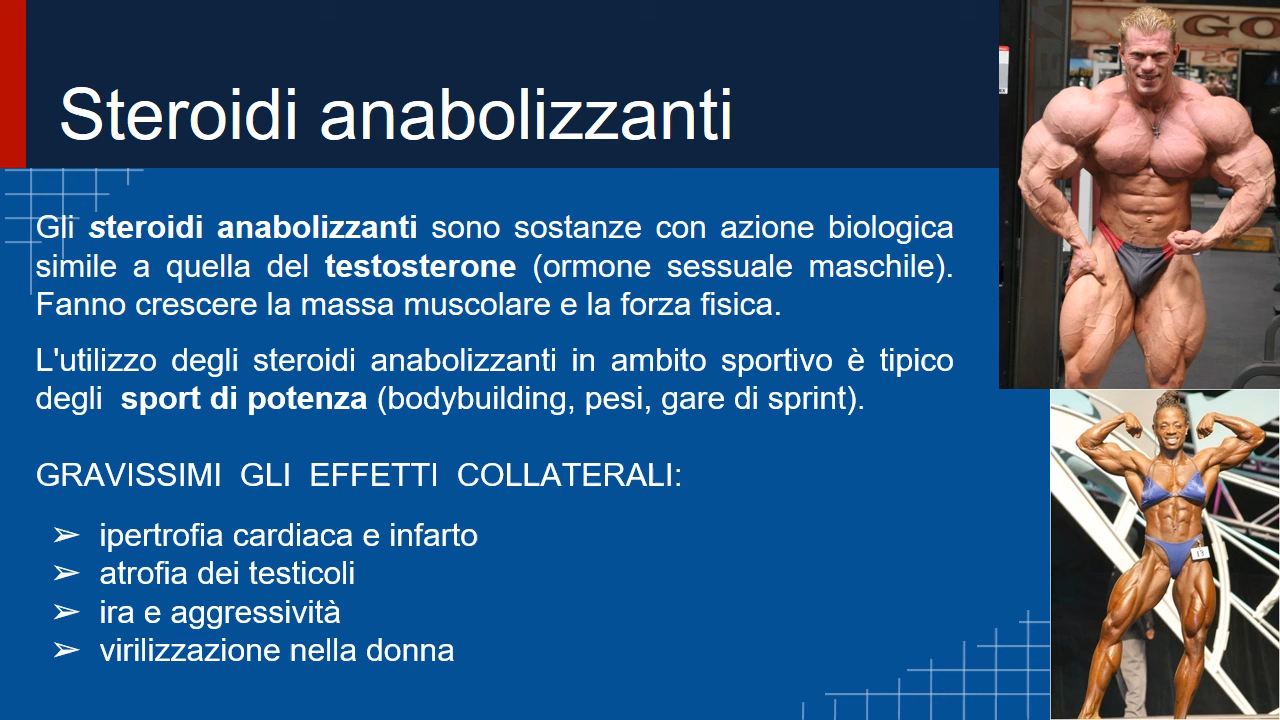 Steroidi anabolizzanti
Gli steroidi anabolizzanti sono sostanze con azione biologica
simile a quella del testosterone (ormone sessuale maschile).
Fanno crescere la massa muscolare e la forza fisica.
L'utilizzo degli steroidi anabolizzanti in ambito sportivo è tipico
degli sport di potenza (bodybuilding, pesi, gare di sprint).
GRAVISSIMI GLI EFFETTI COLLATERALI:
➢ ipertrofia cardiaca e infarto
➢ atrofia dei testicoli
➢ ira e aggressività
➢ virilizzazione nella donna
GO
13